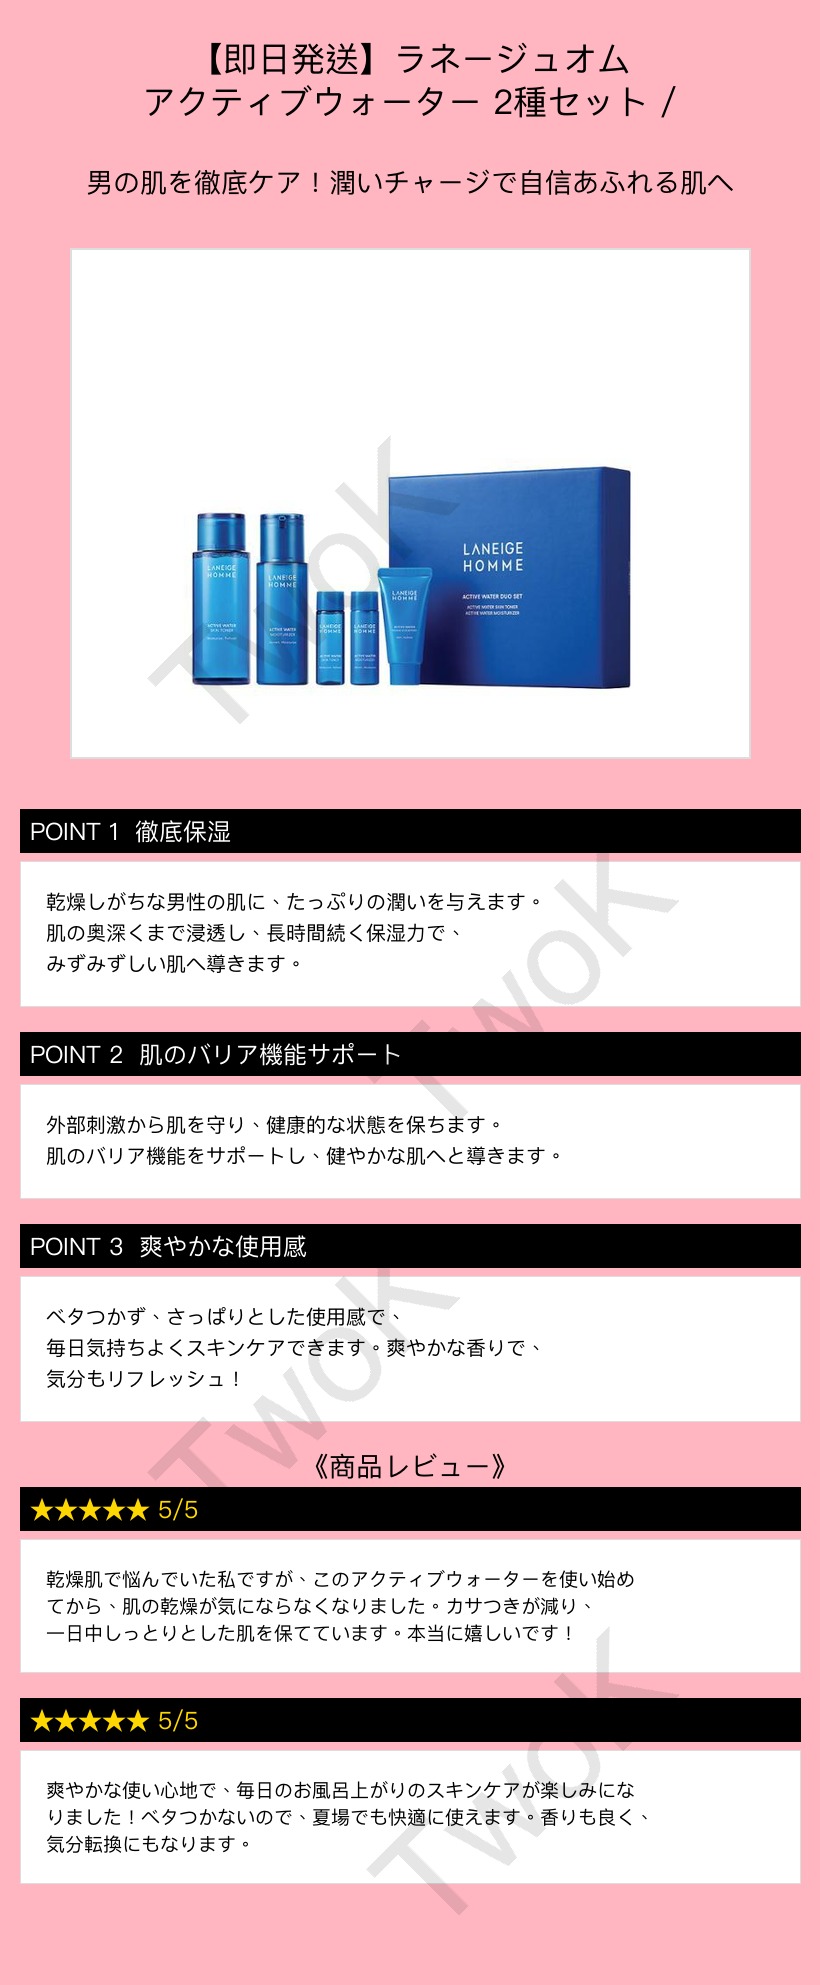 【即日発送】ラネージュオム
アクティブウォーター 2種セット /
男の肌を徹底ケア！潤いチャージで自信あふれる肌へ
LANEIGE
HOMME
ACTIVE WATER DUO SET
ACTIVE WATER SKIN TONER
ACTIVE WATER MOISTURIZER
LANEIGE
HOMME
ACTIVE WATER
SKIN TONER
LANEIGE
HOMME
ACTIVE WATER
MOISTURIZER
LANEIGE
HOMME
LANEIGE
HOMME
LANEIGE
HOMME
TwoK
POINT 1 徹底保湿
乾燥しがちな男性の肌に、たっぷりの潤いを与えます。
肌の奥深くまで浸透し、長時間続く保湿力で、
みずみずしい肌へ導きます。
TwoK
POINT 2 肌のバリア機能サポート
外部刺激から肌を守り、健康的な状態を保ちます。
肌のバリア機能をサポートし、健やかな肌へと導きます。
POINT 3 爽やかな使用感
ベタつかず、さっぱりとした使用感で、
毎日気持ちよくスキンケアできます。爽やかな香りで、
気分もリフレッシュ！
TwoK
《商品レビュー》
★★★★★ 5/5
乾燥肌で悩んでいた私ですが、このアクティブウォーターを使い始め
てから、肌の乾燥が気にならなくなりました。カサつきが減り、
一日中しっとりとした肌を保てています。本当に嬉しいです！
★★★★★ 5/5
爽やかな使い心地で、毎日のお風呂上がりのスキンケアが楽しみにな
りました！ベタつかないので、夏場でも快適に使えます。香りも良く、
気分転換にもなります。
TwoK